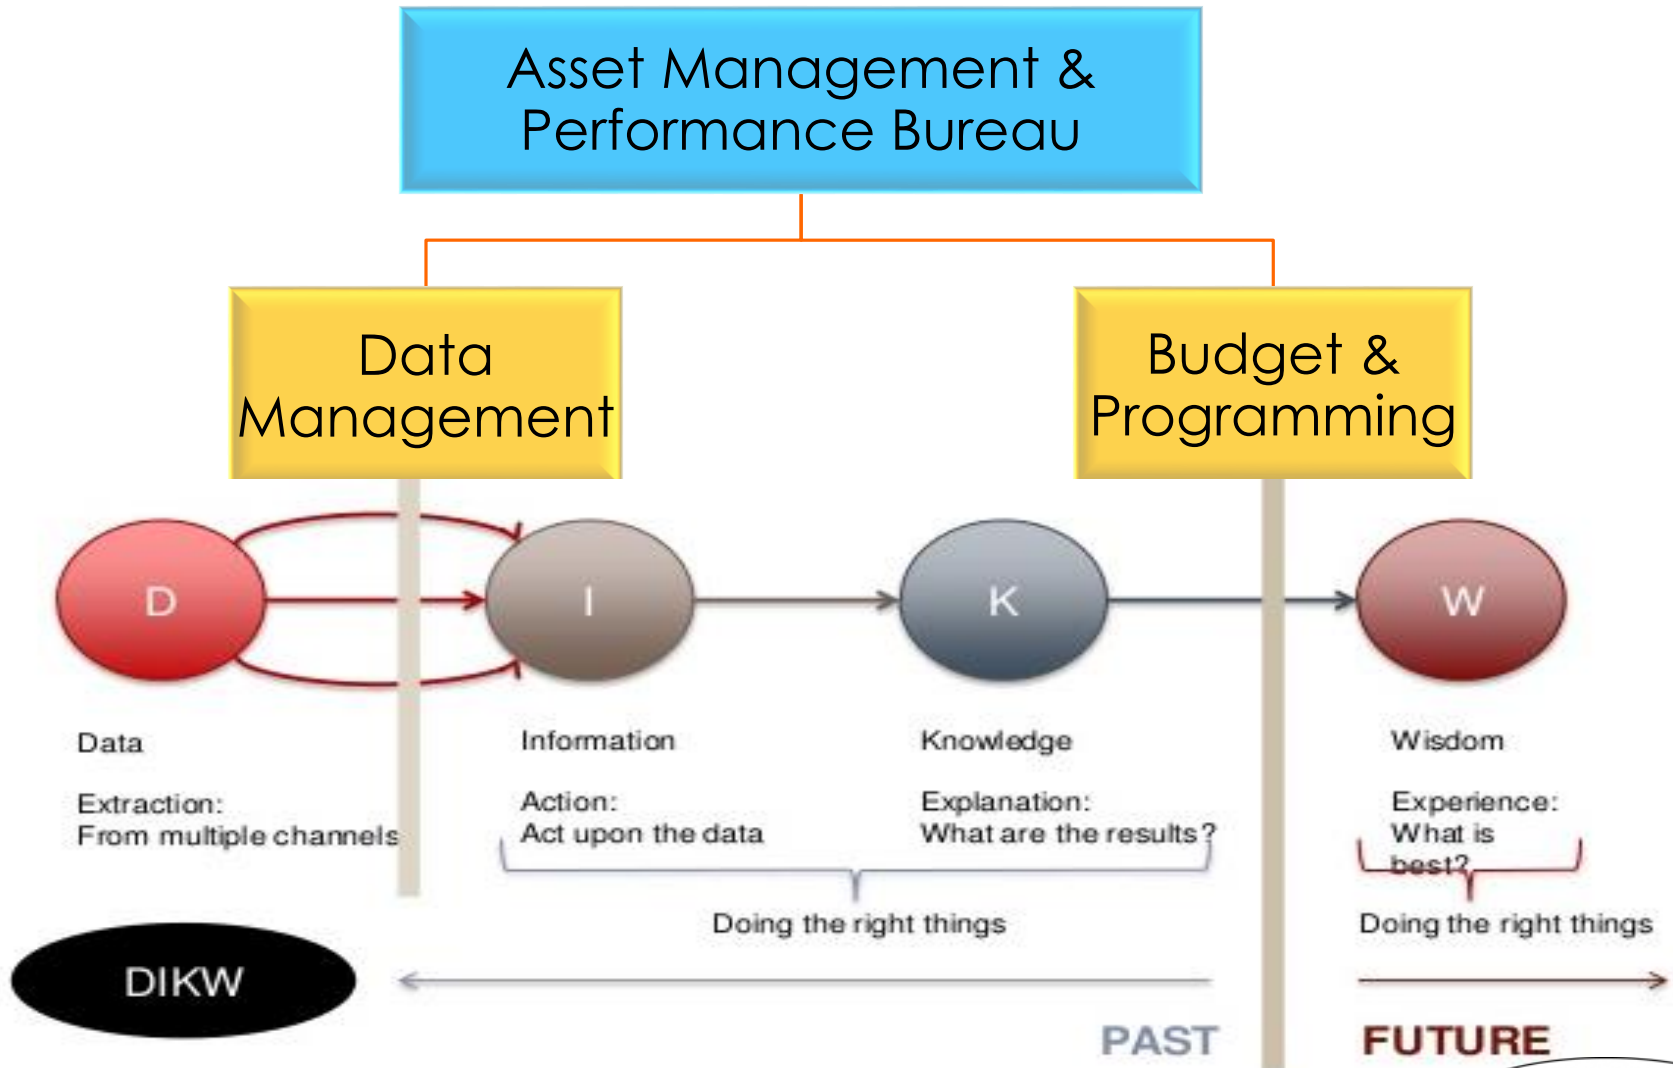 Asset Management &
Performance Bureau
Data
Management
Budget &
Programming
D
I
K
W
Data
Extraction:
From multiple channels
Information
Action:
Act upon the data
Knowledge
Explanation:
What are the results?
Wisdom
Experience:
What is
best?
Doing the right things
Doing the right things
DIKW
PAST
FUTURE